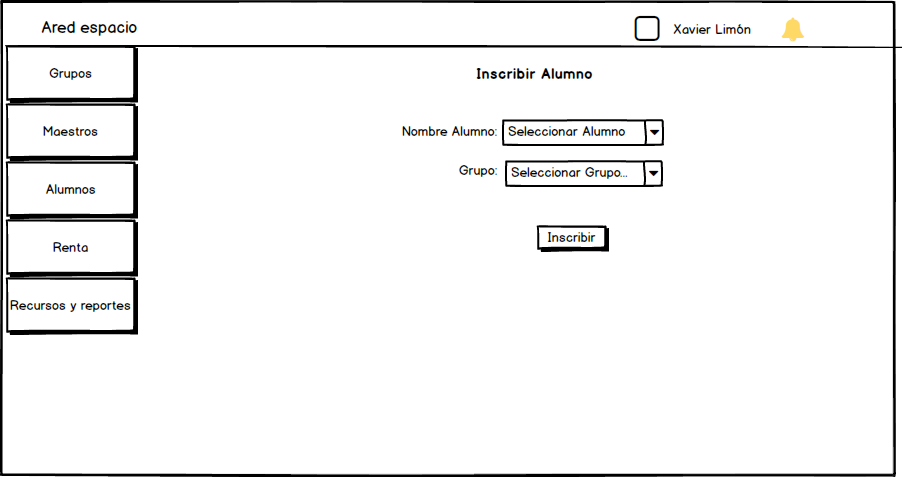 Ared espacio
Xavier Limón
Grupos
Maestros
Alumnos
Renta
Recursos y reportes
Inscribir Alumno
Nombre Alumno: Seleccionar Alumno
Grupo: Seleccionar Grupo...
Inscribir